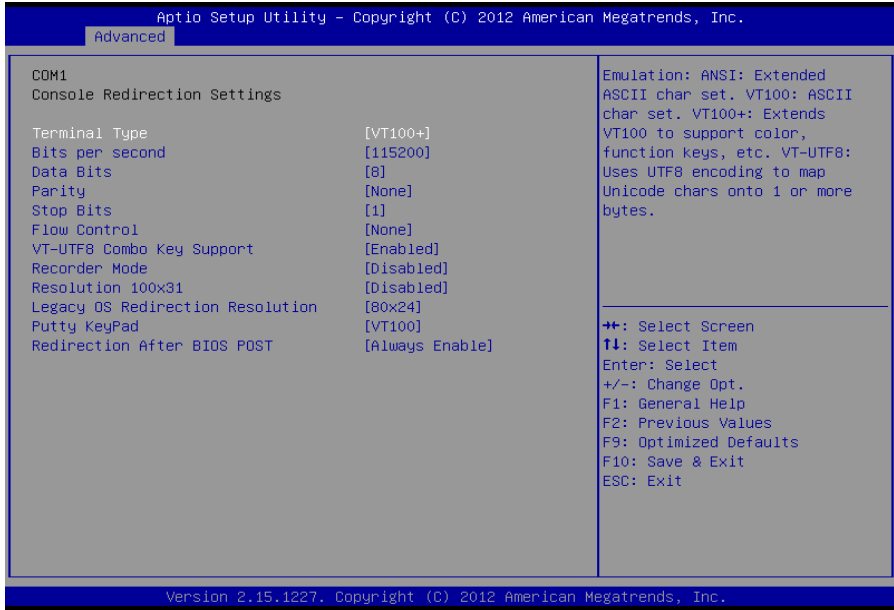 Aptio Setup Utility – Copyright (C) 2012 American Megatrends, Inc.
Advanced
COM1
Console Redirection Settings
Terminal Type [VT100+]
Bits per second [115200]
Data Bits [8]
Parity [None]
Stop Bits [1]
Flow Control [None]
VT-UTF8 Combo Key Support [Enabled]
Recorder Mode [Disabled]
Resolution 100x31 [Disabled]
Legacy OS Redirection Resolution [80x24]
Putty KeyPad [VT100]
Redirection After BIOS POST [Always Enable]
Emulation: ANSI: Extended
ASCII char set. VT100: ASCII
char set. VT100+: Extends
VT100 to support color,
function keys, etc. VT-UTF8:
Uses UTF8 encoding to map
Unicode chars onto 1 or more
bytes.
→←: Select Screen
↑↓: Select Item
Enter: Select
+/-: Change Opt.
F1: General Help
F2: Previous Values
F9: Optimized Defaults
F10: Save & Exit
ESC: Exit
Version 2.15.1227. Copyright (C) 2012 American Megatrends, Inc.